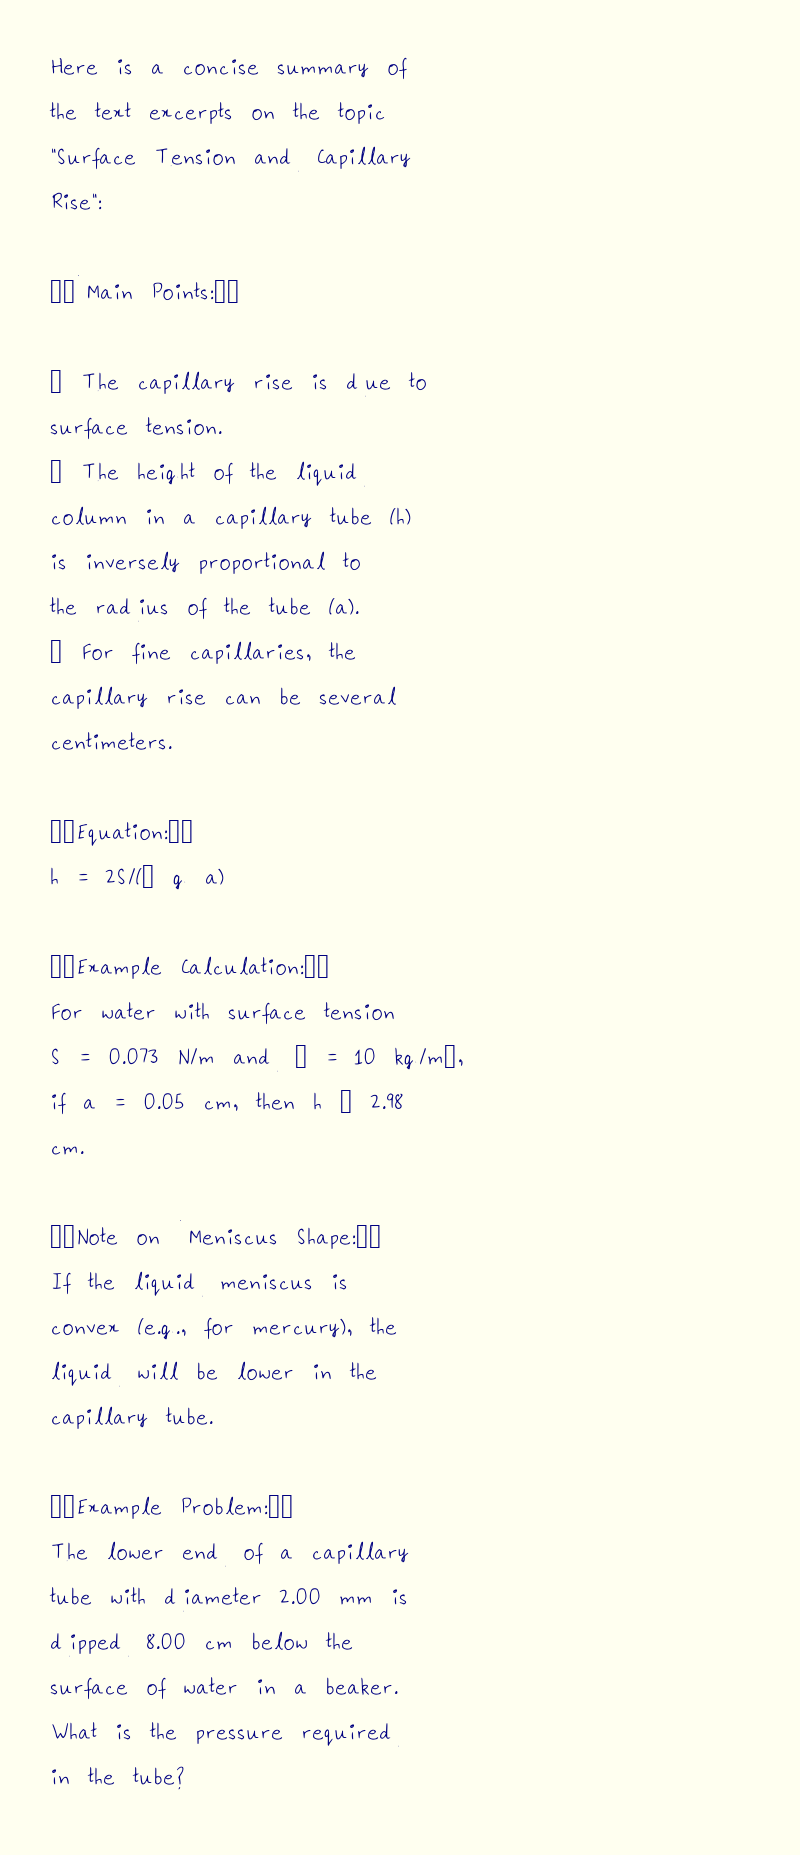 Here is a concise summary of
the text excerpts on the topic
"Surface Tension and Capillary
Rise":
▯▯ Main Points:▯▯
▯ The capillary rise is due to
surface tension.
▯ The height of the liquid
column in a capillary tube (h)
is inversely proportional to
the radius of the tube (a).
▯ For fine capillaries, the
capillary rise can be several
centimeters.
▯▯Equation:▯▯
h = 2S/(▯ g a)
▯▯Example Calculation:▯▯
For water with surface tension
S = 0.073 N/m and ▯ = 10 kg/m▯,
if a = 0.05 cm, then h ▯ 2.98
cm.
▯▯Note on Meniscus Shape:▯▯
If the liquid meniscus is
convex (e.g., for mercury), the
liquid will be lower in the
capillary tube.
▯▯Example Problem:▯▯
The lower end of a capillary
tube with diameter 2.00 mm is
dipped 8.00 cm below the
surface of water in a beaker.
What is the pressure required
in the tube?